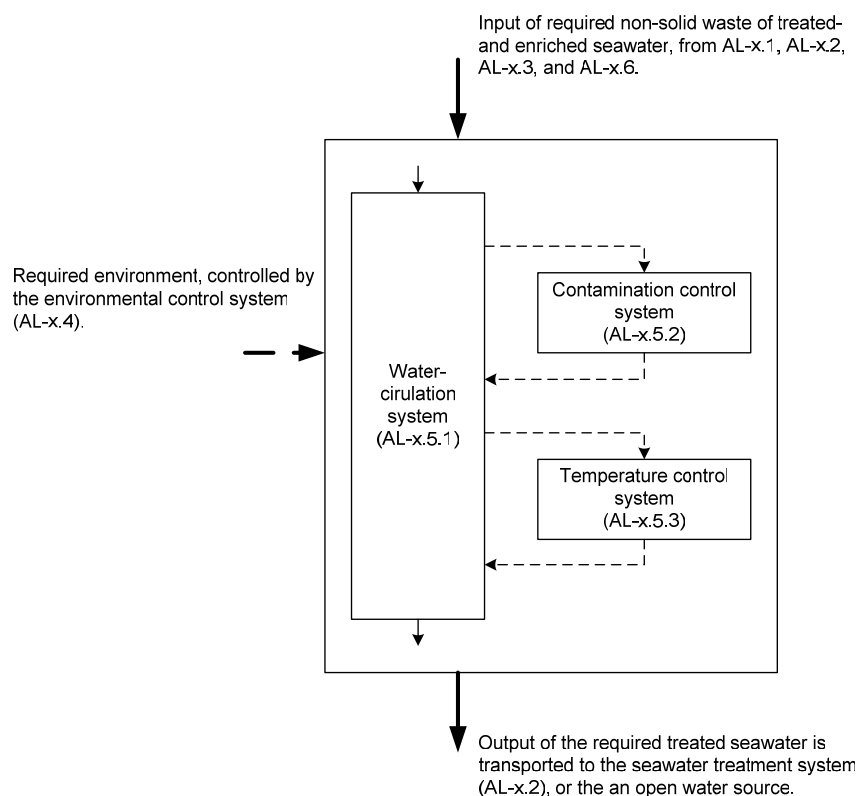 Input of required non-solid waste of treated-
and enriched seawater, from AL-x.1, AL-x.2,
AL-x.3, and AL-x.6.
Required environment, controlled by
the environmental control system
(AL-x.4).
Water-
cirulation
system
(AL-x.5.1)
Contamination control
system
(AL-x.5.2)
Temperature control
system
(AL-x.5.3)
Output of the required treated seawater is
transported to the seawater treatment system
(AL-x.2), or the an open water source.